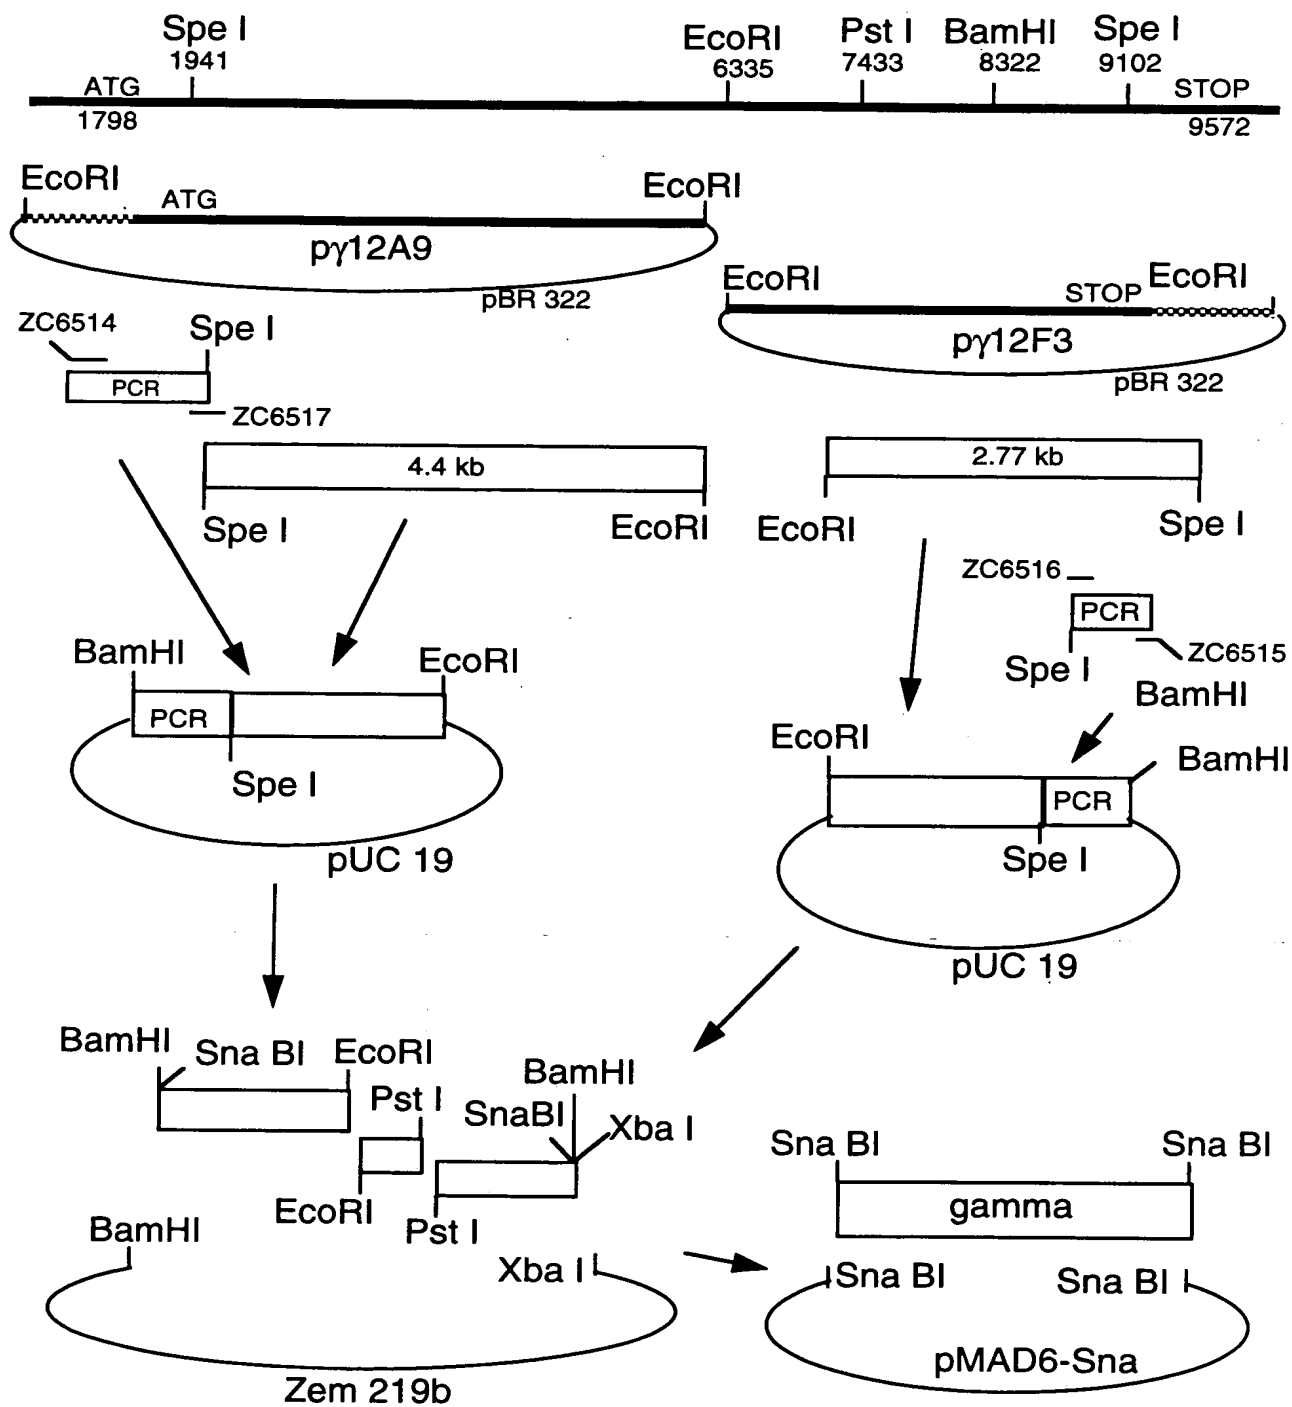 Spe I
1941
EcoRI
6335
Pst I
7433
BamHI
8322
Spe I
9102
ATG
1798
STOP
9572
EcoRI
ATG
EcoRI
pγ12A9
pBR 322
EcoRI
STOP
EcoRI
pγ12F3
pBR 322
ZC6514
Spe I
PCR
ZC6517
4.4 kb
Spe I
EcoRI
2.77 kb
EcoRI
Spe I
ZC6516
PCR
Spe I
ZC6515
BamHI
BamHI
EcoRI
PCR
Spe I
pUC 19
EcoRI
BamHI
PCR
Spe I
pUC 19
BamHI
Sna BI
EcoRI
Pst I
EcoRI
BamHI
SnaBI
Xba I
Pst I
BamHI
Xba I
Zem 219b
Sna BI
Sna BI
gamma
Sna BI
Sna BI
pMAD6-Sna